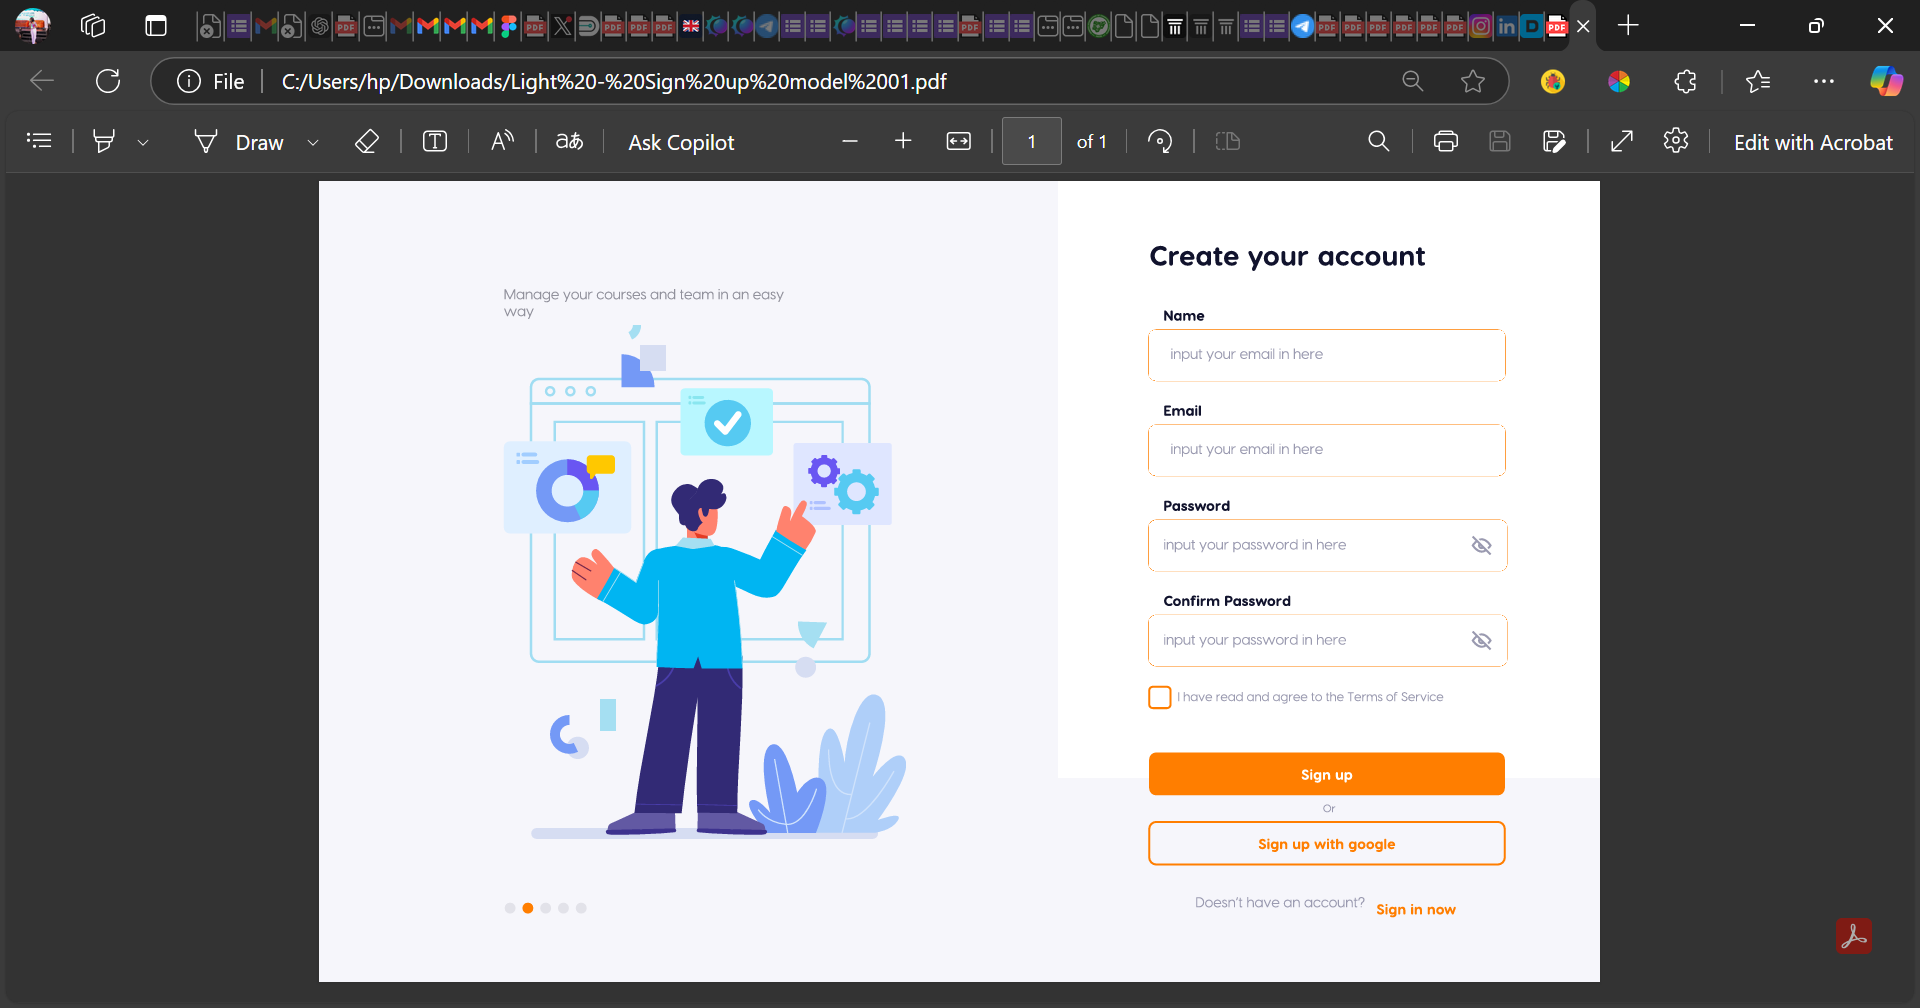 File
C:/Users/hp/Downloads/Light%20-%20Sign%20up%20model%2001.pdf
Draw
Ask Copilot
1
of 1
Edit with Acrobat
Manage your courses and team in an easy
way
Create your account
Name
input your email in here
Email
input your email in here
Password
input your password in here
Confirm Password
input your password in here
I have read and agree to the Terms of Service
Sign up
Or
Sign up with google
Doesn't have an account?
Sign in now